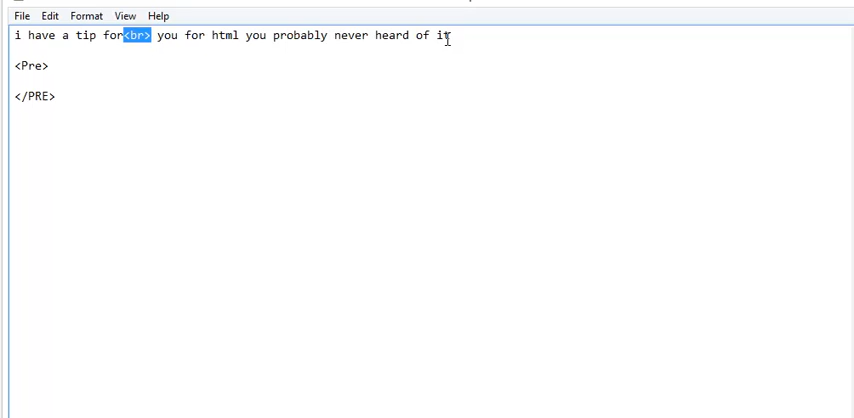 File Edit Format View Help
i have a tip for<br> you for html you probably never heard of it
<Pre>
</PRE>